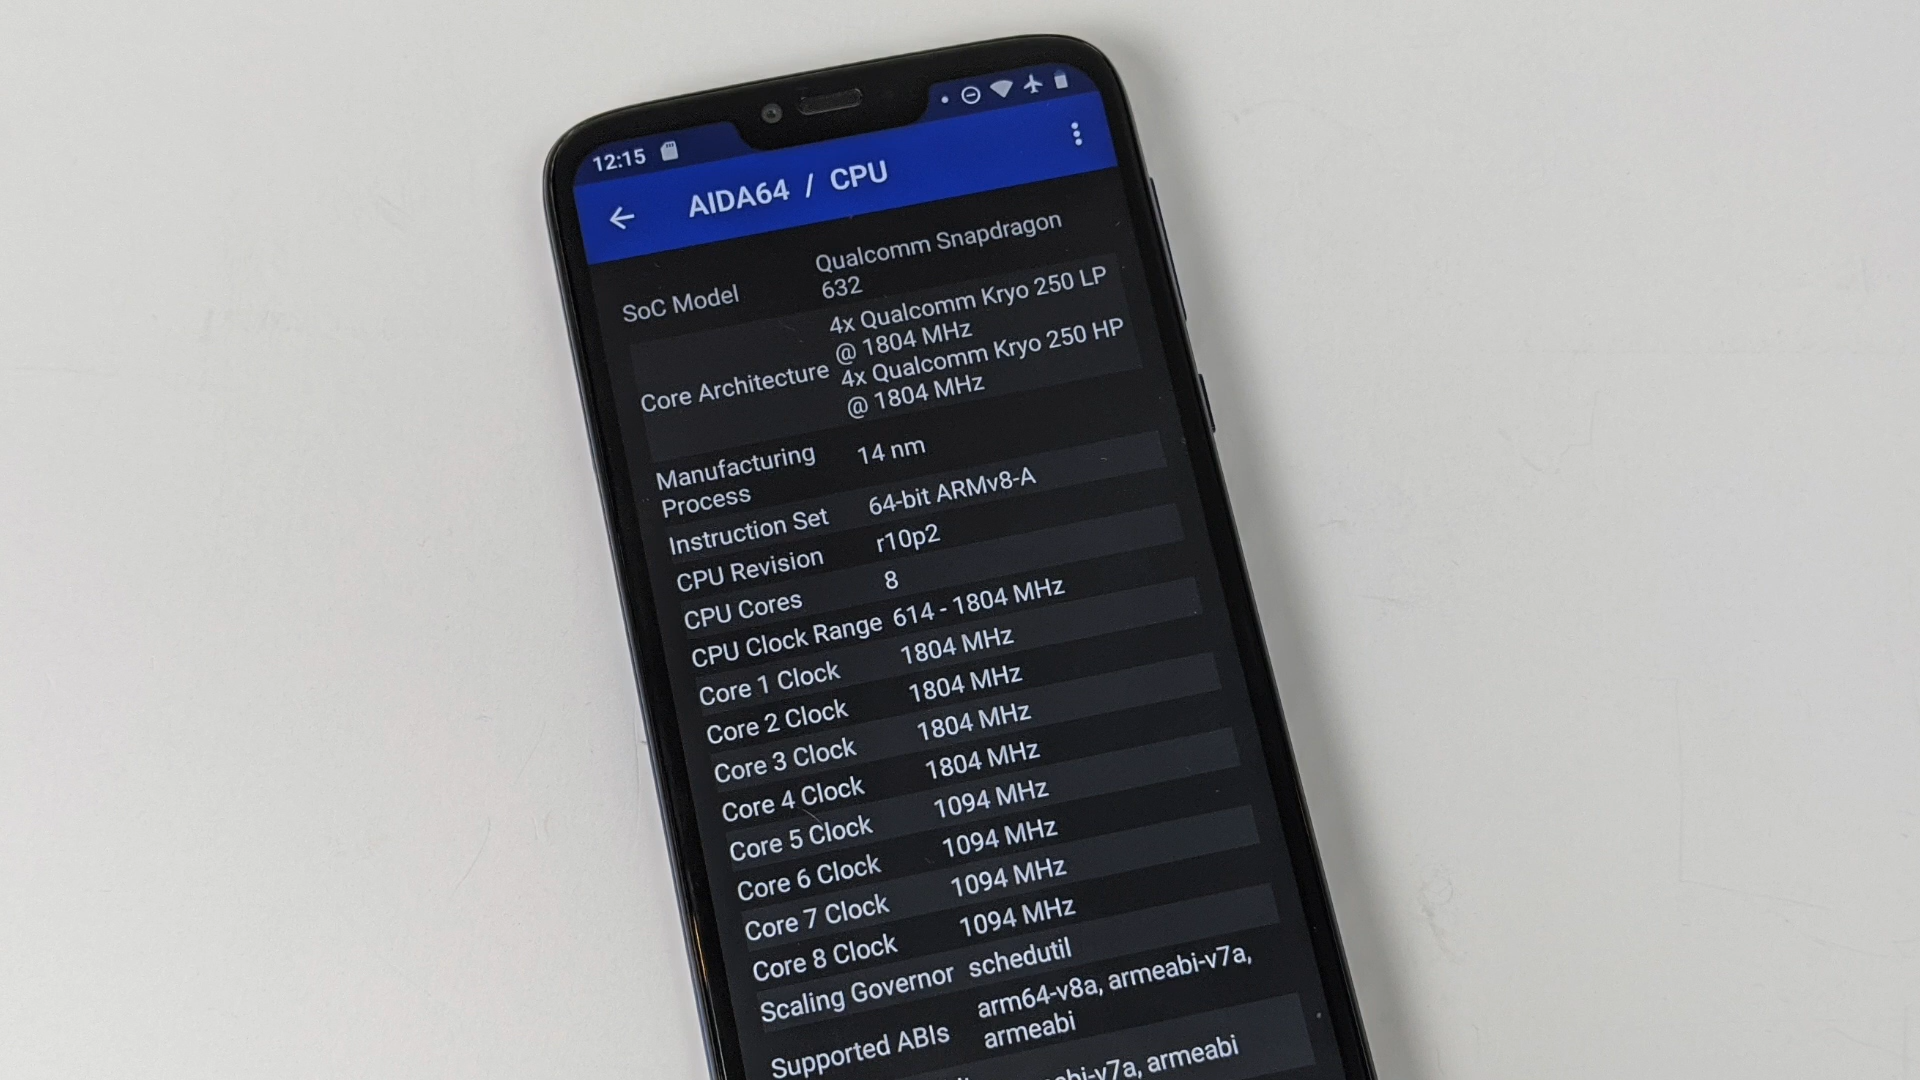 12:15
AIDA64 / CPU
SoC Model
Qualcomm Snapdragon
632
Core Architecture
4x Qualcomm Kryo 250 LP
@ 1804 MHz
4x Qualcomm Kryo 250 HP
@ 1804 MHz
Manufacturing
Process
14 nm
Instruction Set 64-bit ARMv8-A
CPU Revision r10p2
CPU Cores 8
CPU Clock Range 614 - 1804 MHz
Core 1 Clock 1804 MHz
Core 2 Clock 1804 MHz
Core 3 Clock 1804 MHz
Core 4 Clock 1804 MHz
Core 5 Clock 1094 MHz
Core 6 Clock 1094 MHz
Core 7 Clock 1094 MHz
Core 8 Clock 1094 MHz
Scaling Governor schedutil
Supported ABIs
arm64-v8a, armeabi-v7a,
armeabi
armeabi